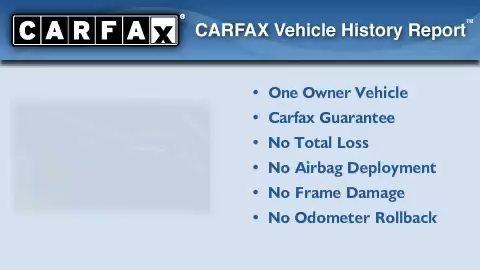 CARFAX® CARFAX Vehicle History Report™
• One Owner Vehicle
• Carfax Guarantee
• No Total Loss
• No Airbag Deployment
• No Frame Damage
• No Odometer Rollback